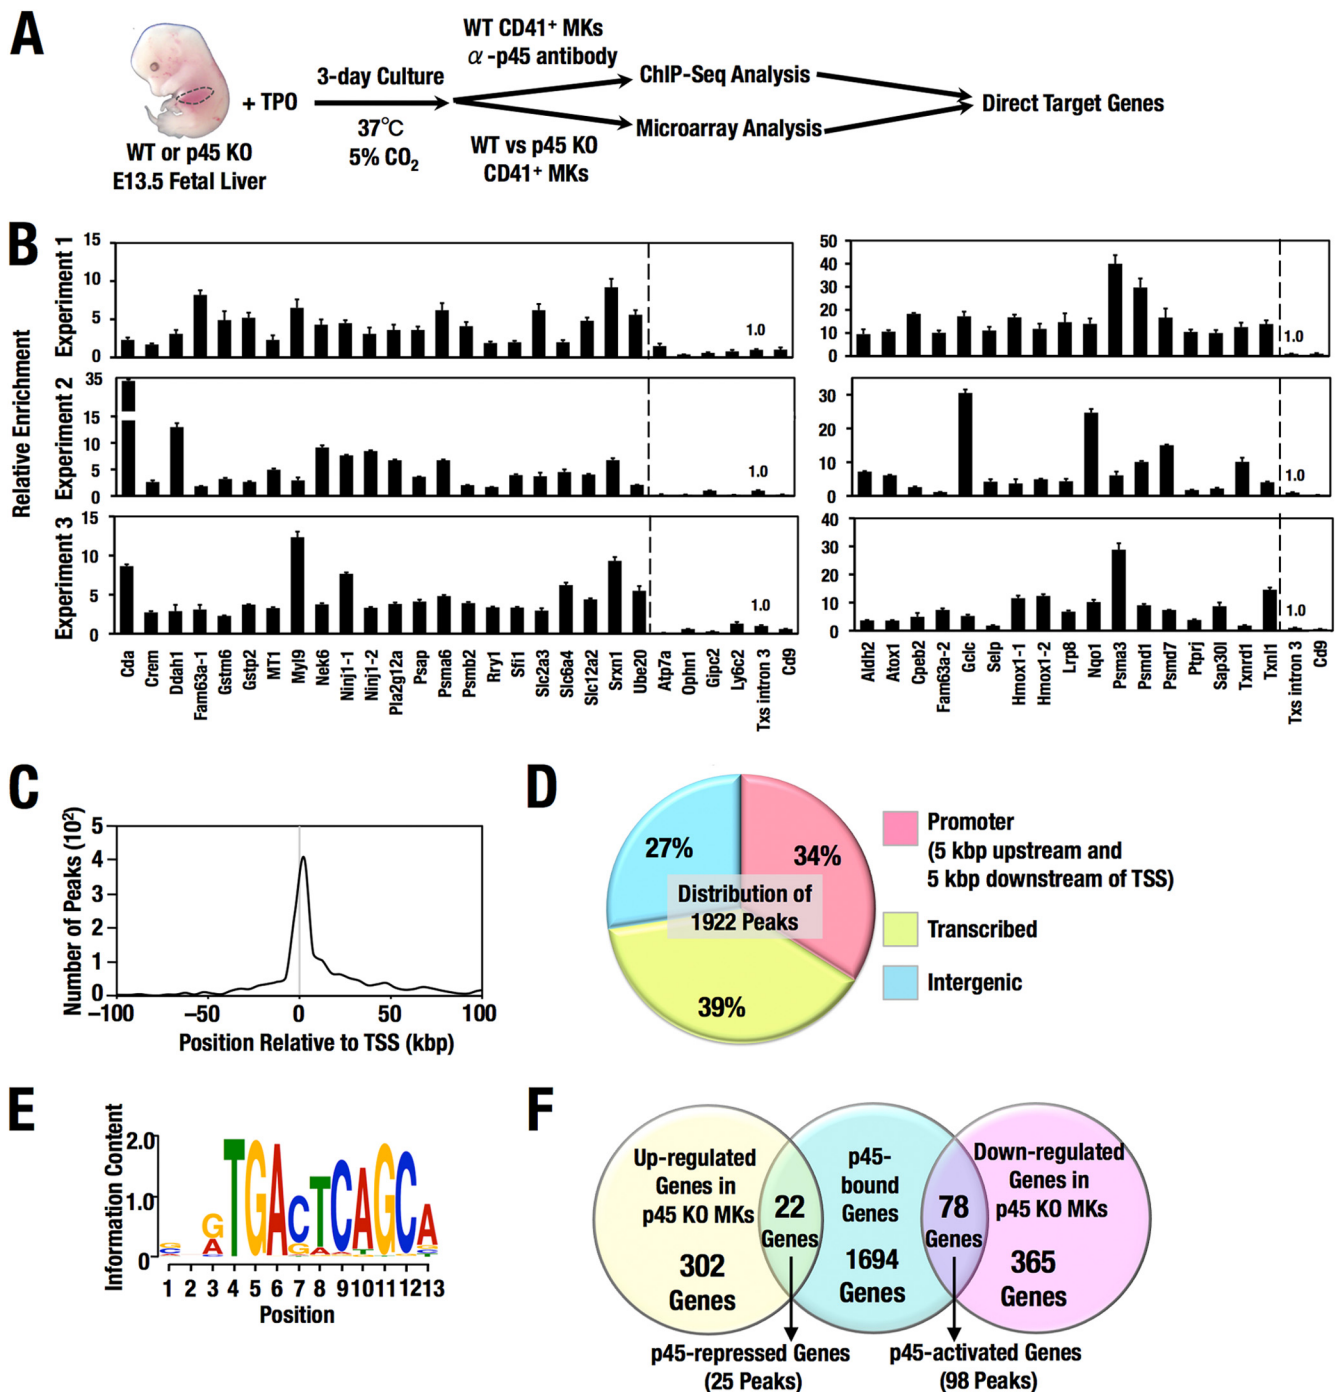 A
WT CD41+ MKs
α-p45 antibody
3-day Culture
+ TPO
ChIP-Seq Analysis
Direct Target Genes
37°C
5% CO2
Microarray Analysis
WT or p45 KO
E13.5 Fetal Liver
WT vs p45 KO
CD41+ MKs
B
Relative Enrichment
Experiment 1
15
10
5
0
1.0
50
40
30
20
10
0
1.0
Experiment 2
35
15
10
5
0
1.0
30
20
10
0
1.0
Experiment 3
15
10
5
0
1.0
40
30
20
10
0
1.0
Cda
Crem
Ddah1
Fam63a-1
Gstm6
Gstp2
MT1
Myl9
Nek6
Ninj1-1
Ninj1-2
Pla2g12a
Psap
Psma6
Psmb2
Rry1
Sfi1
Slc2a3
Slc6a4
Slc12a2
Srxn1
Ube20
Atp7a
Ophn1
Gipc2
Ly6c2
Txs intron 3
Cd9
Aldh2
Atox1
Cpeb2
Fam63a-2
Gclc
Selp
Hmox1-1
Hmox1-2
Lrp8
Nqo1
Psma3
Psmd1
Psmd7
Ptprj
Sap30l
Txnrd1
Txnl1
Txs intron 3
Cd9
C
Number of Peaks (10²)
5
4
3
2
1
0
−100
−50
0
50
100
Position Relative to TSS (kbp)
D
27%
34%
Distribution of
1922 Peaks
39%
Promoter
(5 kbp upstream and
5 kbp downstream of TSS)
Transcribed
Intergenic
E
Information Content
2.0
1.0
0
TGACTCAGCA
1 2 3 4 5 6 7 8 9 10 11 12 13
Position
F
Up-regulated
Genes in
p45 KO MKs
302
Genes
22
Genes
p45-
bound
Genes
1694
Genes
78
Genes
Down-regulated
Genes in
p45 KO MKs
365
Genes
p45-repressed Genes
(25 Peaks)
p45-activated Genes
(98 Peaks)